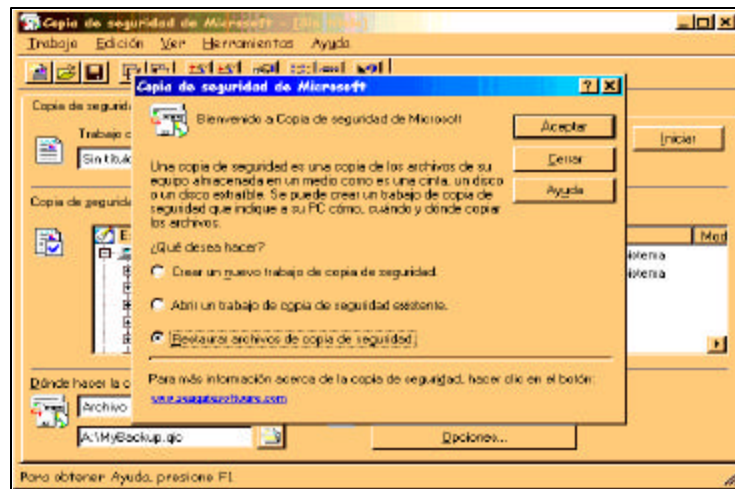 Copia de seguridad de Microsoft - [Sin título]
Trabajo Edición Ver Herramientas Ayuda
Copia de seguridad de Microsoft
Copia de segurid
Bienvenido a Copia de seguridad de Microsoft
Aceptar
Trabajo c
Iniciar
Sin título
Cerrar
Una copia de seguridad es una copia de los archivos de su
equipo almacenada en un medio como es una cinta, un disco
o un disco extraíble. Se puede crear un trabajo de copia de
seguridad que indique a su PC cómo, cuándo y dónde copiar
los archivos.
Ayuda
Copia de seguridad
E
Mod
¿Qué desea hacer?
istema
istema
Crear un nuevo trabajo de copia de seguridad.
Abrir un trabajo de copia de seguridad existente.
Restaurar archivos de copia de seguridad.
Dónde hacer la c
Para más información acerca de la copia de seguridad, hacer clic en el botón:
www.seagatesoftware.com
Archivo
A:\MyBackup.qic
Opciones...
Para obtener Ayuda, presione F1